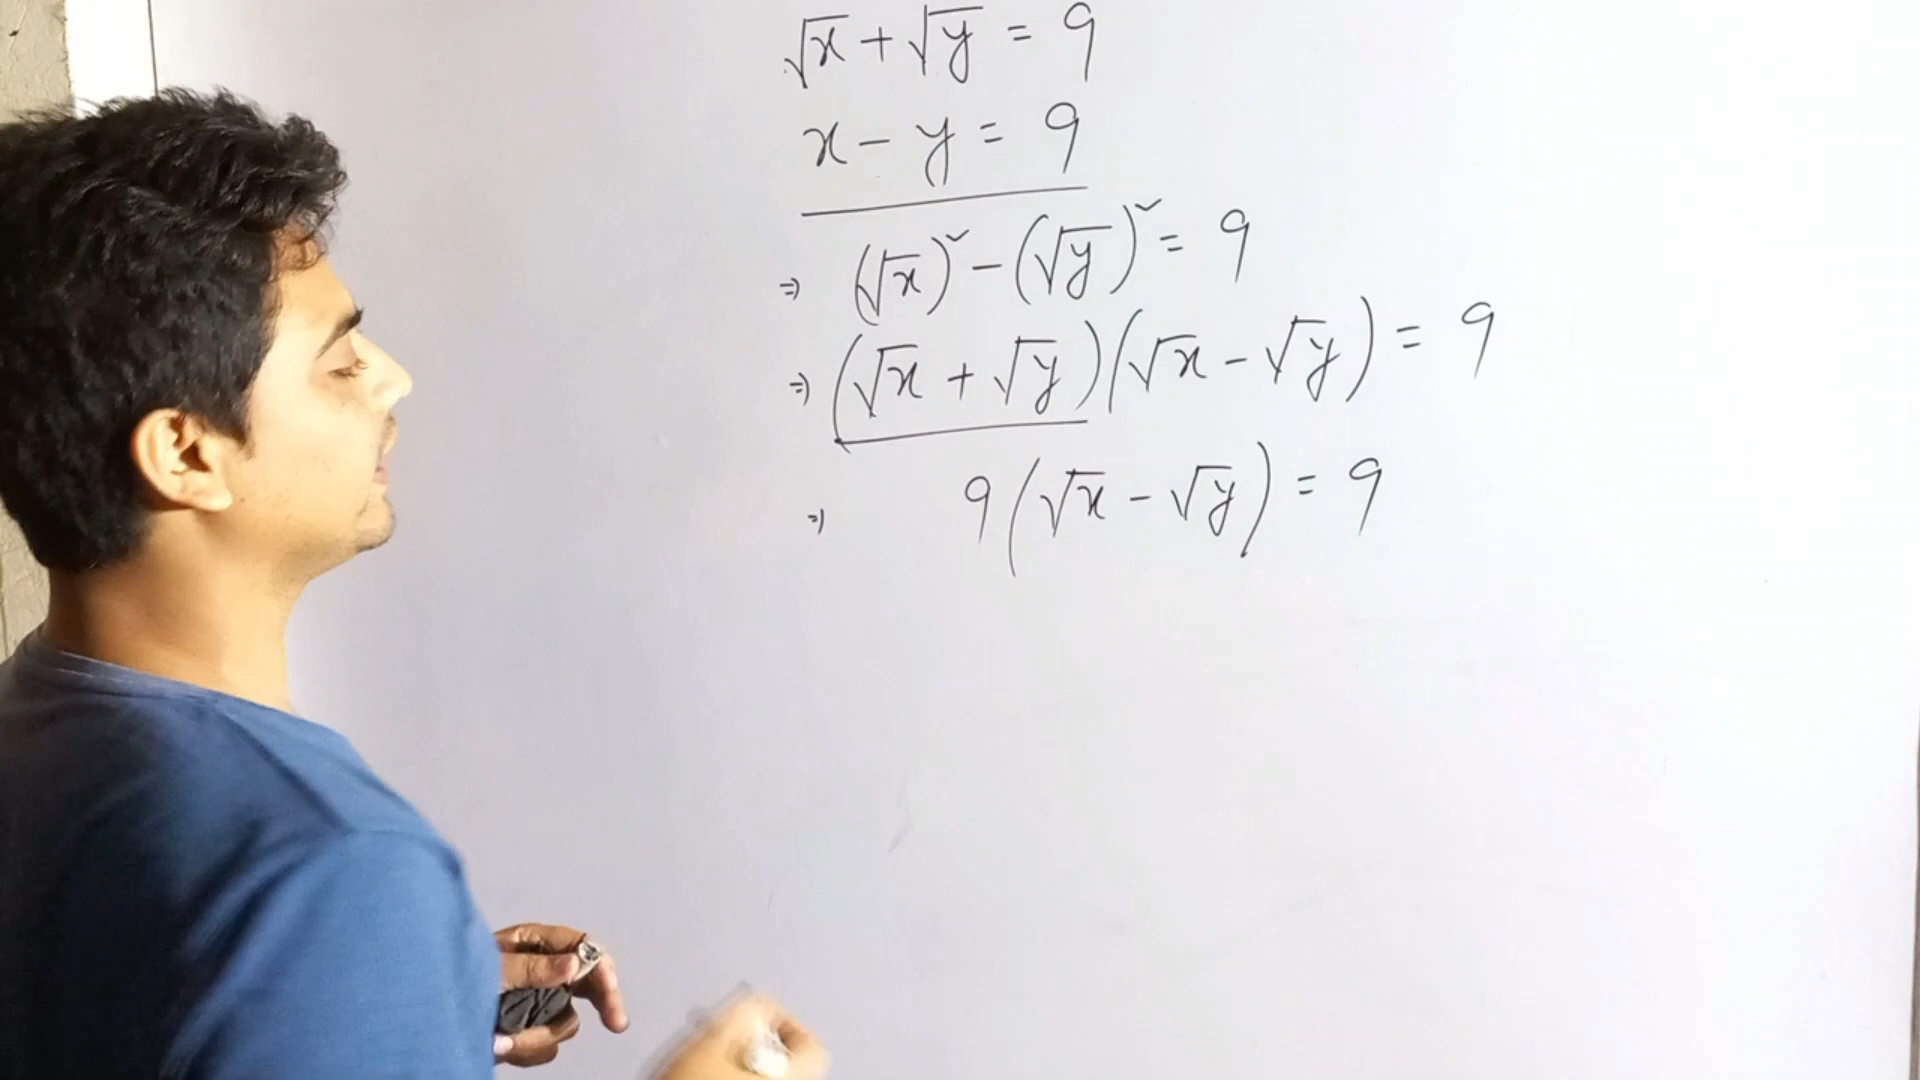 √x + √y = 9
x - y = 9
⇒ (√x)² - (√y)² = 9
⇒ (√x + √y)(√x - √y) = 9
⇒ 9(√x - √y) = 9